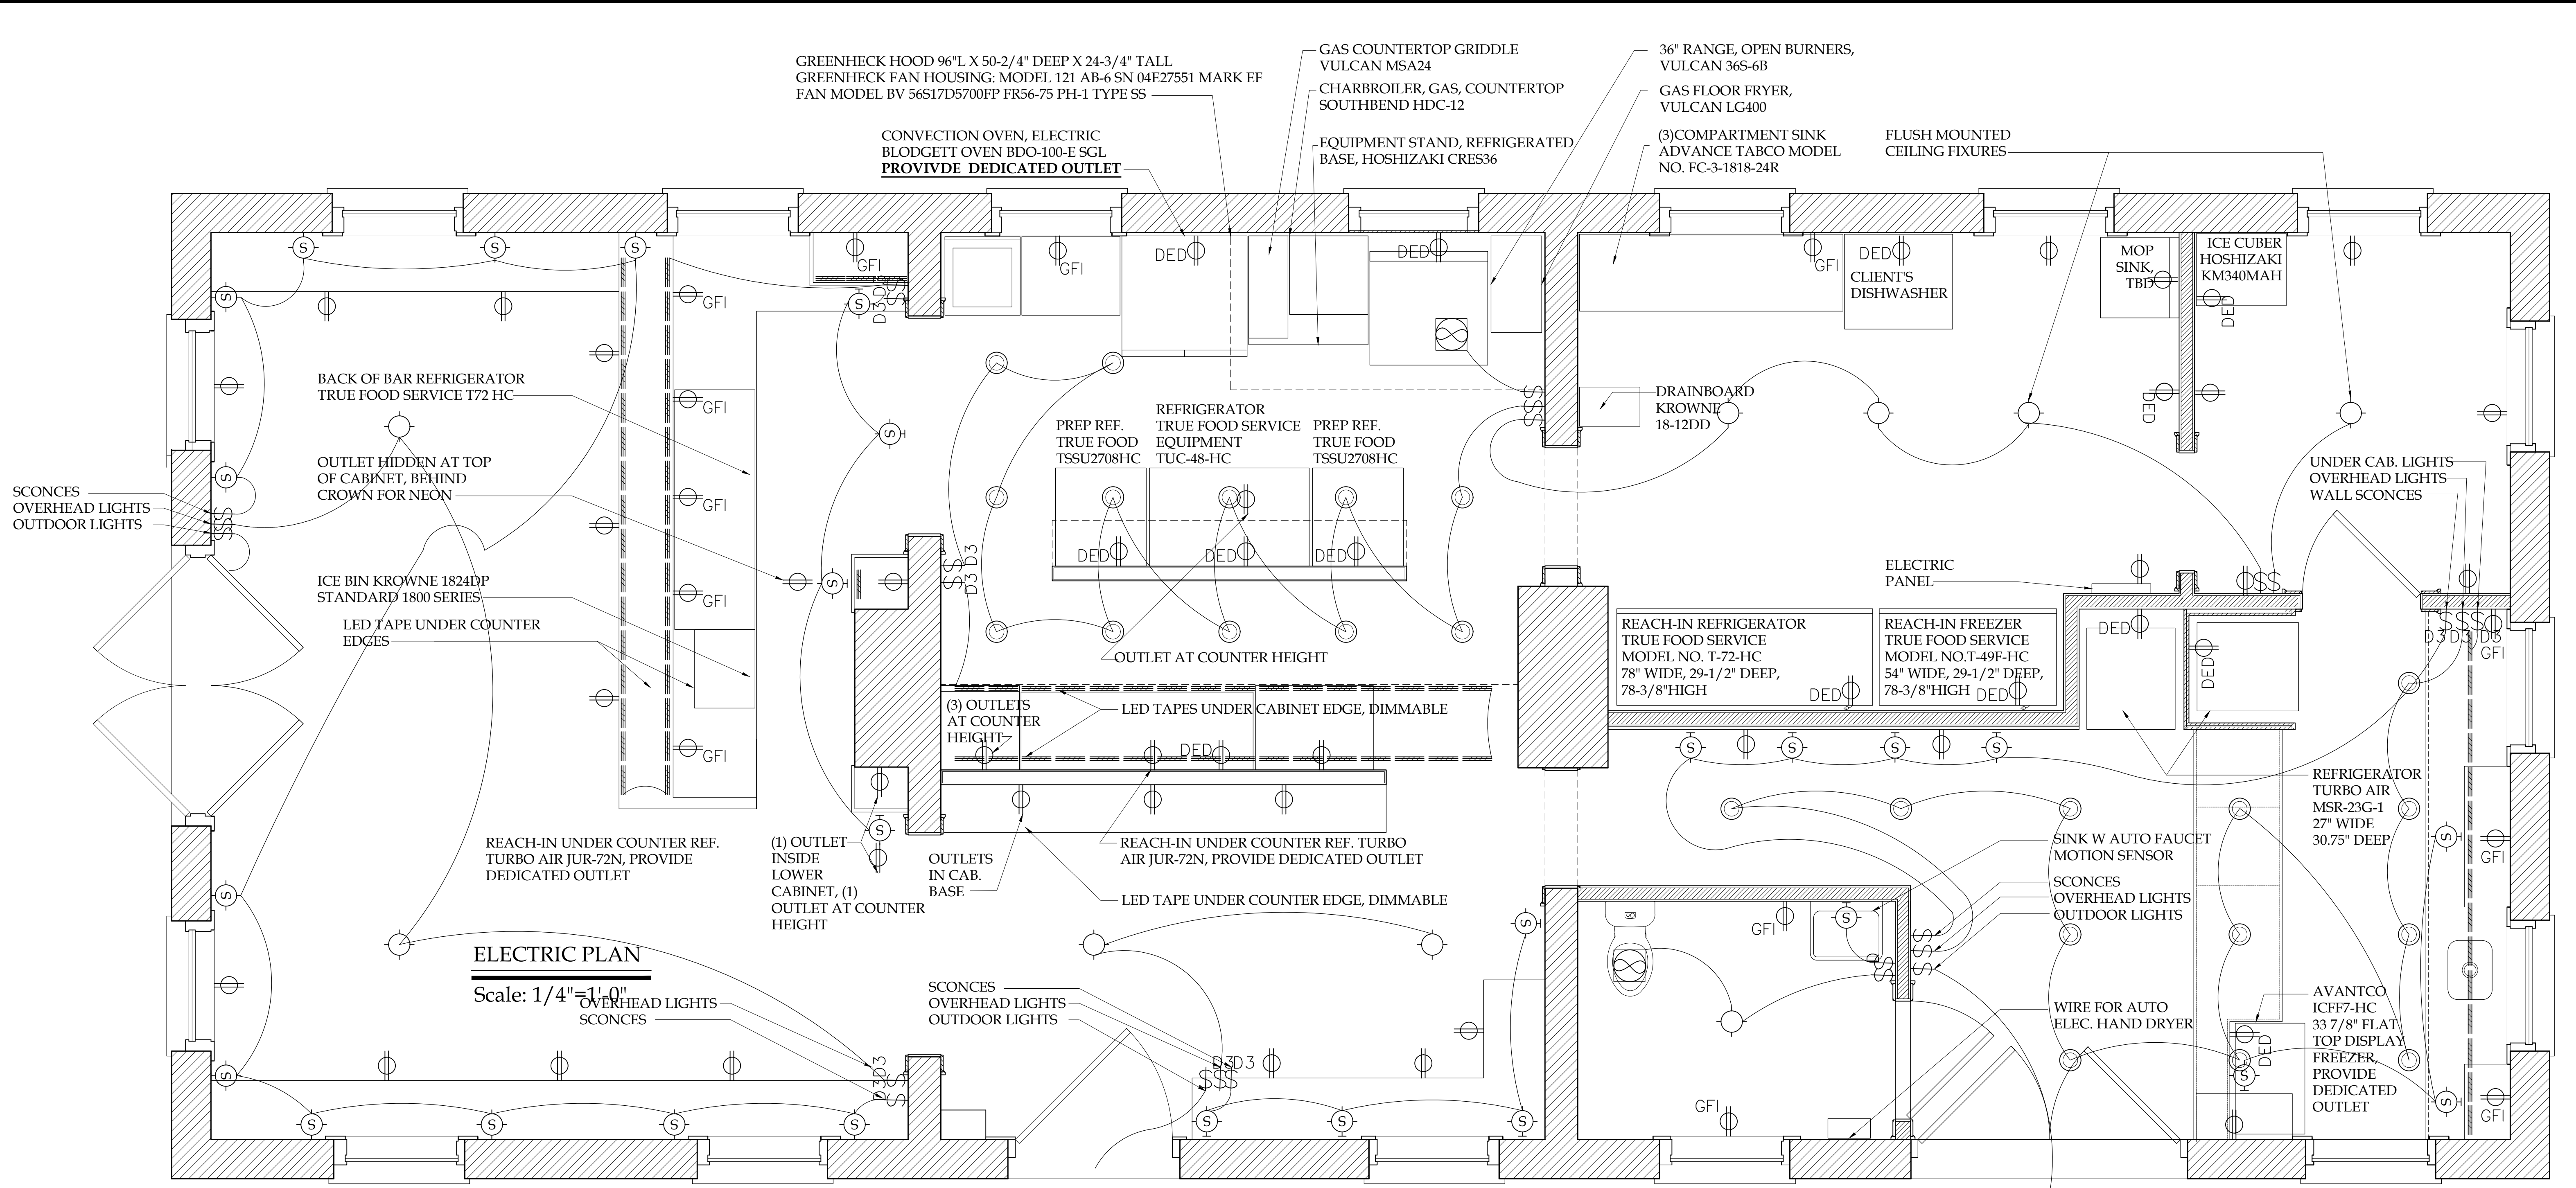 GREENHECK HOOD 96"L X 50-2/4" DEEP X 24-3/4" TALL
GREENHECK FAN HOUSING: MODEL 121 AB-6 SN 04E27551 MARK EF
FAN MODEL BV 56S17D5700FP FR56-75 PH-1 TYPE SS
CONVECTION OVEN, ELECTRIC
BLODGETT OVEN BDO-100-E SGL
PROVIVDE DEDICATED OUTLET
GAS COUNTERTOP GRIDDLE
VULCAN MSA24
CHARBROILER, GAS, COUNTERTOP
SOUTHBEND HDC-12
EQUIPMENT STAND, REFRIGERATED
BASE, HOSHIZAKI CRES36
36" RANGE, OPEN BURNERS,
VULCAN 36S-6B
GAS FLOOR FRYER,
VULCAN LG400
(3)COMPARTMENT SINK
ADVANCE TABCO MODEL
NO. FC-3-1818-24R
FLUSH MOUNTED
CEILING FIXURES
S
S
S
GFI
GFI
DED
DED
GFI
DED
CLIENT'S
DISHWASHER
MOP
SINK,
TBD
ICE CUBER
HOSHIZAKI
KM340MAH
DED
S
GFI
S
D3 D3
BACK OF BAR REFRIGERATOR
TRUE FOOD SERVICE T72 HC
GFI
S
OUTLET HIDDEN AT TOP
OF CABINET, BEHIND
CROWN FOR NEON
S
GFI
SCONCES
OVERHEAD LIGHTS
OUTDOOR LIGHTS
PREP REF.
TRUE FOOD
TSSU2708HC
REFRIGERATOR
TRUE FOOD SERVICE
EQUIPMENT
TUC-48-HC
PREP REF.
TRUE FOOD
TSSU2708HC
DED
DED
DED
DRAINBOARD
KROWNE
18-12DD
DED
UNDER CAB. LIGHTS
OVERHEAD LIGHTS
WALL SCONCES
ICE BIN KROWNE 1824DP
STANDARD 1800 SERIES
GFI
S
D3 D3
LED TAPE UNDER COUNTER
EDGES
OUTLET AT COUNTER HEIGHT
ELECTRIC
PANEL
REACH-IN REFRIGERATOR
TRUE FOOD SERVICE
MODEL NO. T-72-HC
78" WIDE, 29-1/2" DEEP,
78-3/8"HIGH
DED
REACH-IN FREEZER
TRUE FOOD SERVICE
MODEL NO.T-49F-HC
54" WIDE, 29-1/2" DEEP,
78-3/8"HIGH
DED
DED
DED
D3 D3 D3
GFI
GFI
(3) OUTLETS
AT COUNTER
HEIGHT
LED TAPES UNDER CABINET EDGE, DIMMABLE
DED
S
S
S
S
REFRIGERATOR
TURBO AIR
MSR-23G-1
27" WIDE
30.75" DEEP
S
GFI
REACH-IN UNDER COUNTER REF.
TURBO AIR JUR-72N, PROVIDE
DEDICATED OUTLET
S
(1) OUTLET
INSIDE
LOWER
CABINET, (1)
OUTLET AT COUNTER
HEIGHT
OUTLETS
IN CAB.
BASE
REACH-IN UNDER COUNTER REF. TURBO
AIR JUR-72N, PROVIDE DEDICATED OUTLET
LED TAPE UNDER COUNTER EDGE, DIMMABLE
SINK W AUTO FAUCET
MOTION SENSOR
SCONCES
OVERHEAD LIGHTS
OUTDOOR LIGHTS
S
S
GFI
S
ELECTRIC PLAN
Scale: 1/4"=1'-0"
OVERHEAD LIGHTS
SCONCES
SCONCES
OVERHEAD LIGHTS
OUTDOOR LIGHTS
WIRE FOR AUTO
ELEC. HAND DRYER
AVANTCO
ICFF7-HC
33 7/8" FLAT
TOP DISPLAY
FREEZER,
PROVIDE
DEDICATED
OUTLET
DED
S
S
GFI
S
D3 D3
D3D3
GFI
S
S
S
S
S
S
S